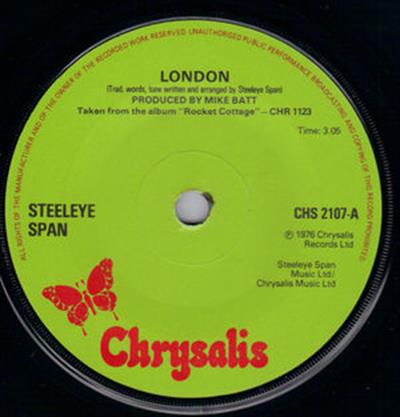 ALL RIGHTS OF THE MANUFACTURER AND OF THE OWNER OF THE RECORDED WORK RESERVED. UNAUTHORISED PUBLIC PERFORMANCE, BROADCASTING AND COPYING OF THIS RECORD PROHIBITED.
LONDON
(Trad. words, tune written and arranged by Steeleye Span)
PRODUCED BY MIKE BATT
Taken from the album "Rocket Cottage" – CHR 1123
Time: 3.05
STEELEYE
SPAN
CHS 2107-A
℗ 1976 Chrysalis
Records Ltd
Steeleye Span
Music Ltd/
Chrysalis Music Ltd
Chrysalis